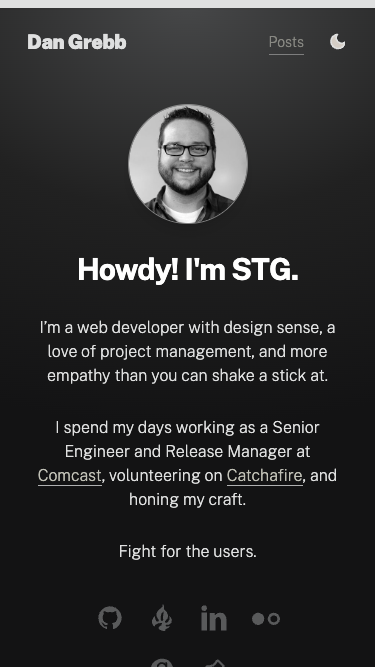 Dan Grebb
Posts
Howdy! I'm STG.
I’m a web developer with design sense, a
love of project management, and more
empathy than you can shake a stick at.
I spend my days working as a Senior
Engineer and Release Manager at
Comcast, volunteering on Catchafire, and
honing my craft.
Fight for the users.
in